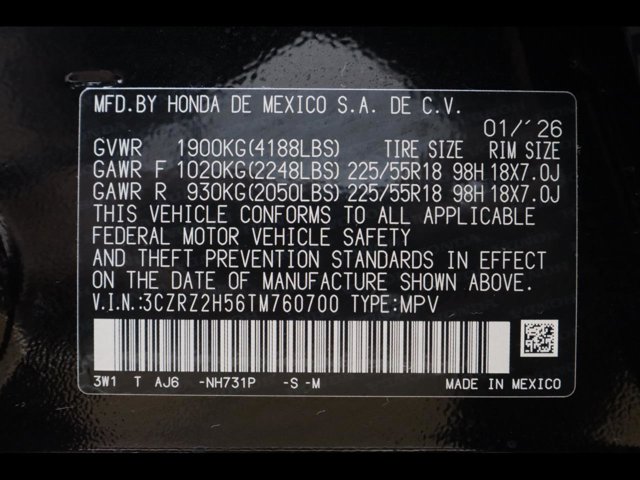 MFD.BY HONDA DE MEXICO S.A. DE C.V.
01/'26
GVWR 1900KG(4188LBS) TIRE SIZE RIM SIZE
GAWR F 1020KG(2248LBS) 225/55R18 98H 18X7.0J
GAWR R 930KG(2050LBS) 225/55R18 98H 18X7.0J
THIS VEHICLE CONFORMS TO ALL APPLICABLE
FEDERAL MOTOR VEHICLE SAFETY
AND THEFT PREVENTION STANDARDS IN EFFECT
ON THE DATE OF MANUFACTURE SHOWN ABOVE.
V.I.N.:3CZRZ2H56TM760700 TYPE:MPV
3W1 T AJ6 -NH731P -S-M MADE IN MEXICO